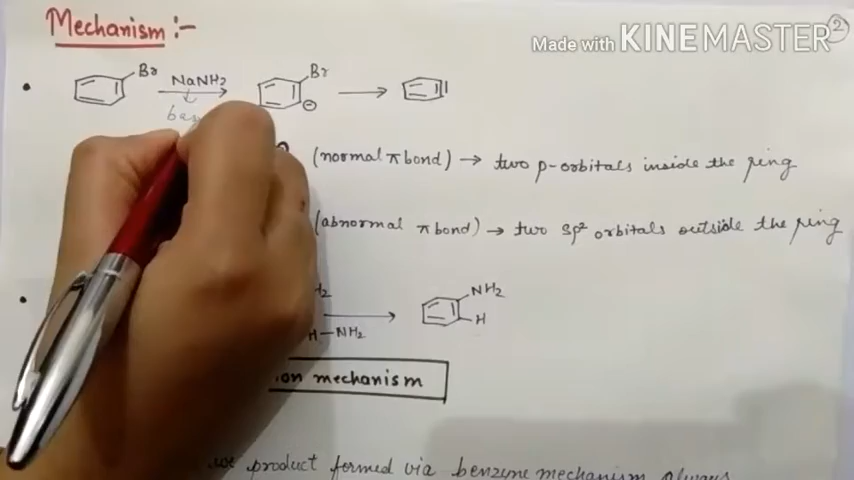 Mechanism :-
2
Made with KINEMASTER
Br NaNH2 Br
⊖
(normal π bond) → two p-orbitals inside the ring
(abnormal π bond) → two sp² orbitals outside the ring
NH2
H-NH2 H
mechanism
product formed via benzyne mechanism always